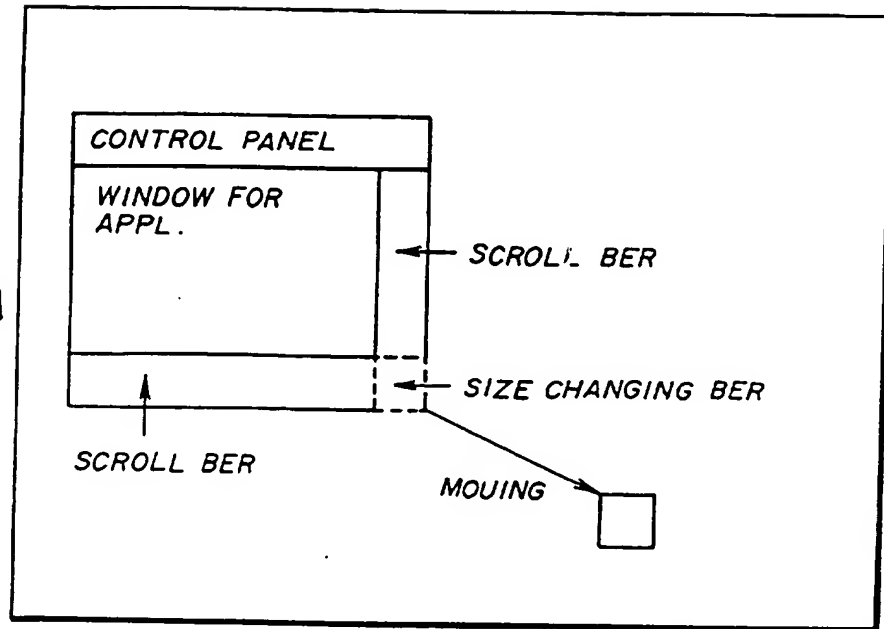 CONTROL PANEL
WINDOW FOR
APPL.
SCROLL BER
SIZE CHANGING BER
SCROLL BER
MOUING